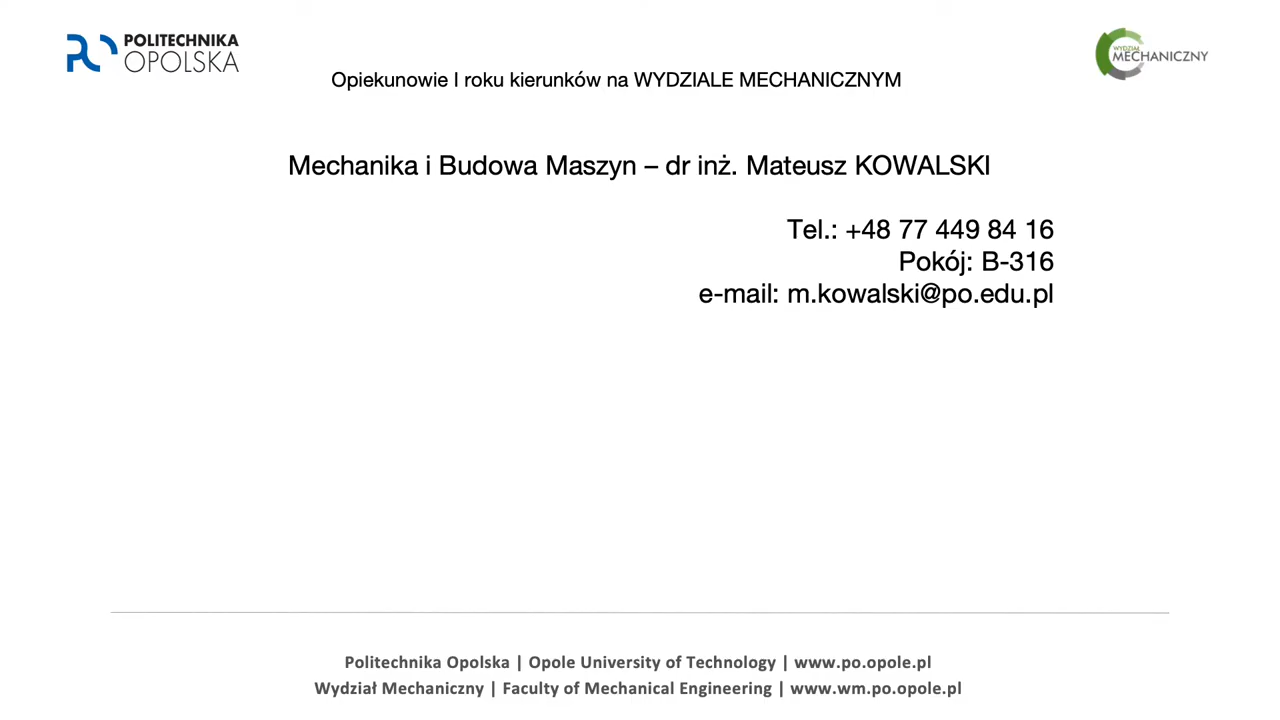 POLITECHNIKA
OPOLSKA
WYDZIAŁ
MECHANICZNY
Opiekunowie I roku kierunków na WYDZIALE MECHANICZNYM
Mechanika i Budowa Maszyn – dr inż. Mateusz KOWALSKI
Tel.: +48 77 449 84 16
Pokój: B-316
e-mail: m.kowalski@po.edu.pl
Politechnika Opolska | Opole University of Technology | www.po.opole.pl
Wydział Mechaniczny | Faculty of Mechanical Engineering | www.wm.po.opole.pl